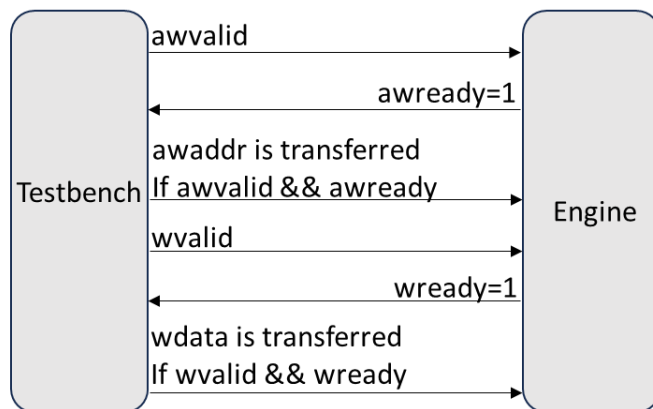 awvalid
awready=1
awaddr is transferred
If awvalid && awready
Testbench
Engine
wvalid
wready=1
wdata is transferred
If wvalid && wready